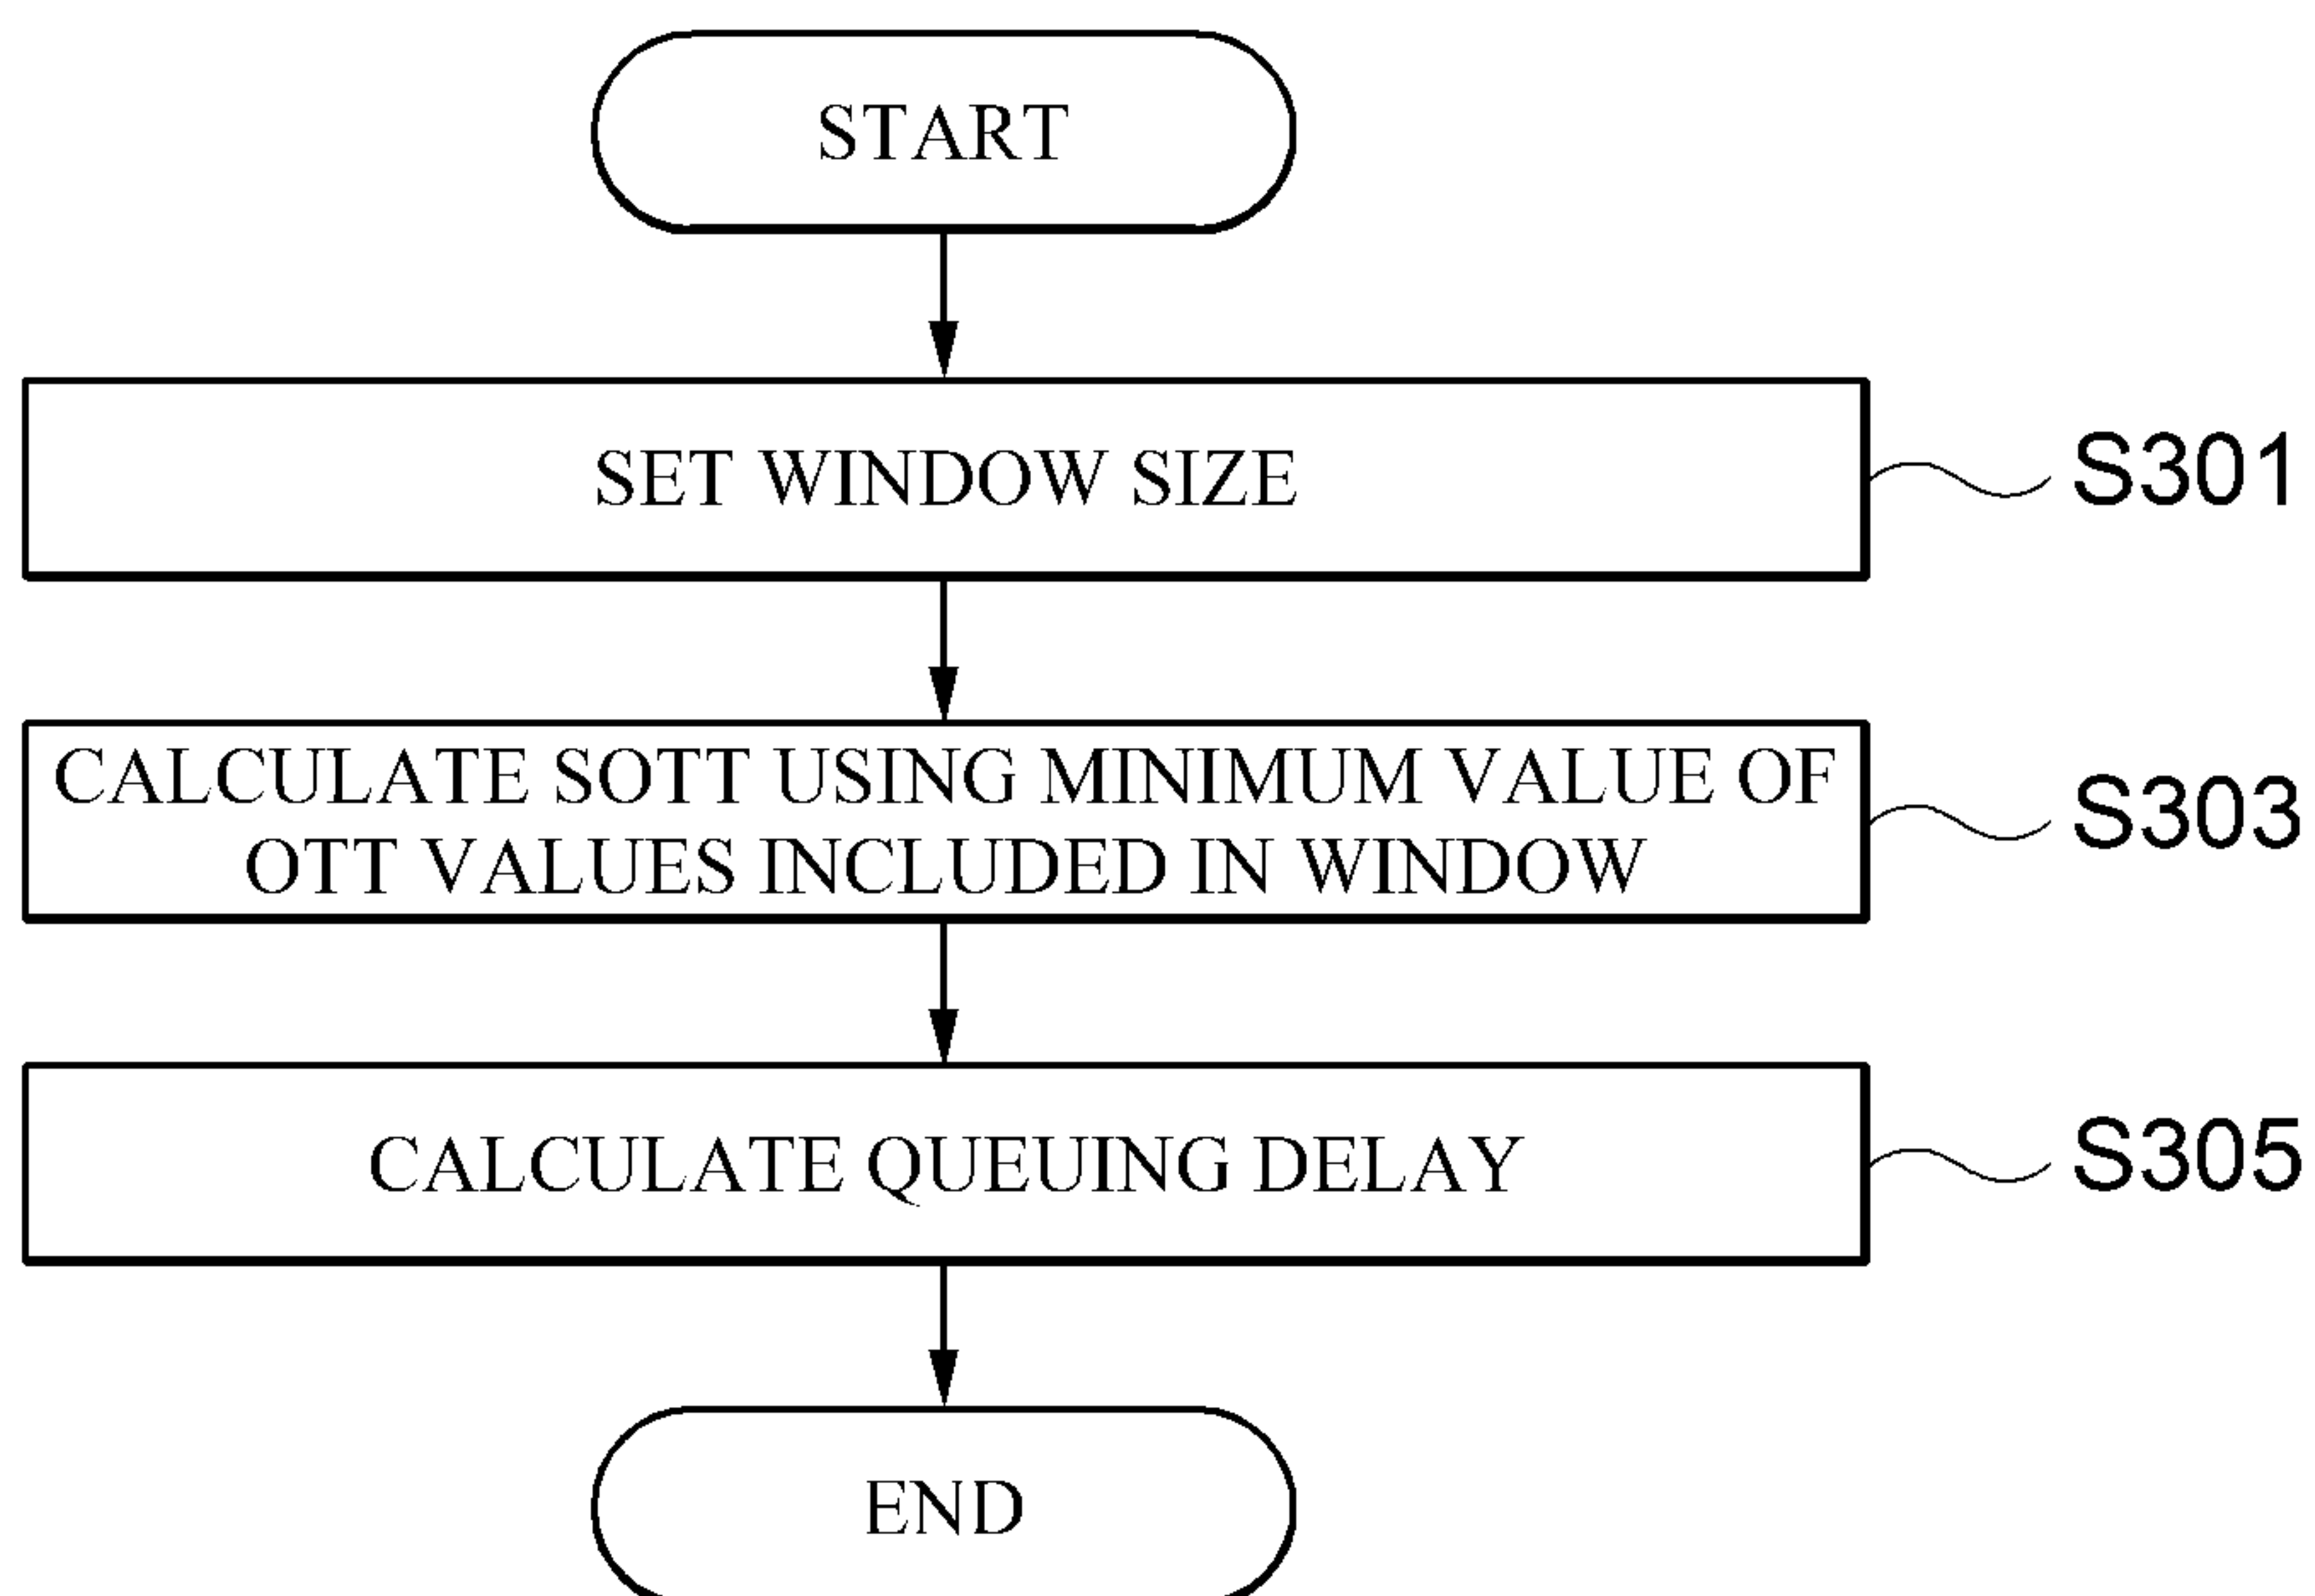 START
SET WINDOW SIZE
S301
CALCULATE SOTT USING MINIMUM VALUE OF
OTT VALUES INCLUDED IN WINDOW
S303
CALCULATE QUEUING DELAY
S305
END